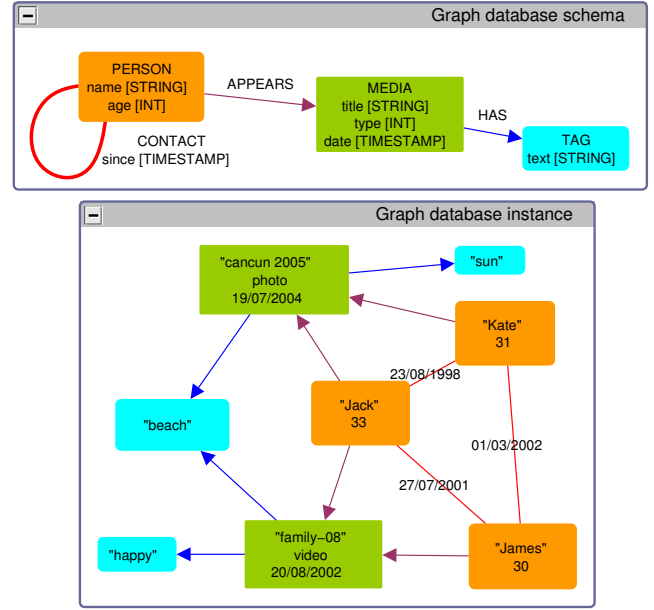 Graph database schema
PERSON
name [STRING]
age [INT]
APPEARS
MEDIA
title [STRING]
type [INT]
date [TIMESTAMP]
HAS
TAG
text [STRING]
CONTACT
since [TIMESTAMP]
Graph database instance
"cancun 2005"
photo
19/07/2004
"sun"
"Kate"
31
23/08/1998
"Jack"
33
"beach"
01/03/2002
27/07/2001
"family−08"
video
20/08/2002
"happy"
"James"
30